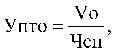 Упто = Vo / Чсп,